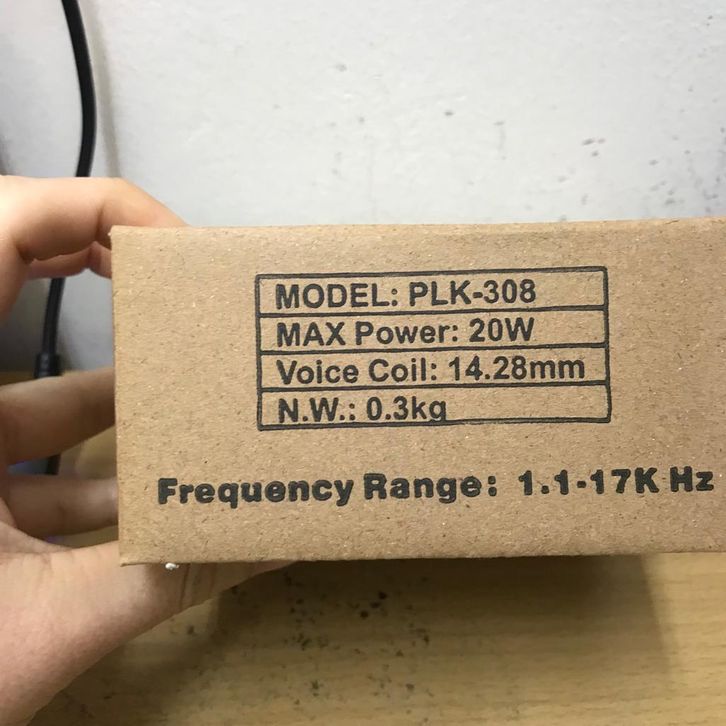 MODEL: PLK-308
MAX Power: 20W
Voice Coil: 14.28mm
N.W.: 0.3kg
Frequency Range: 1.1-17K Hz